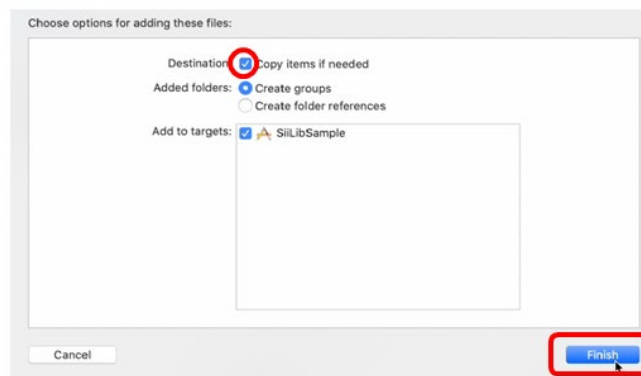 Choose options for adding these files:
Destination: Copy items if needed
Added folders: Create groups
Create folder references
Add to targets: SiiLibSample
Cancel
Finish